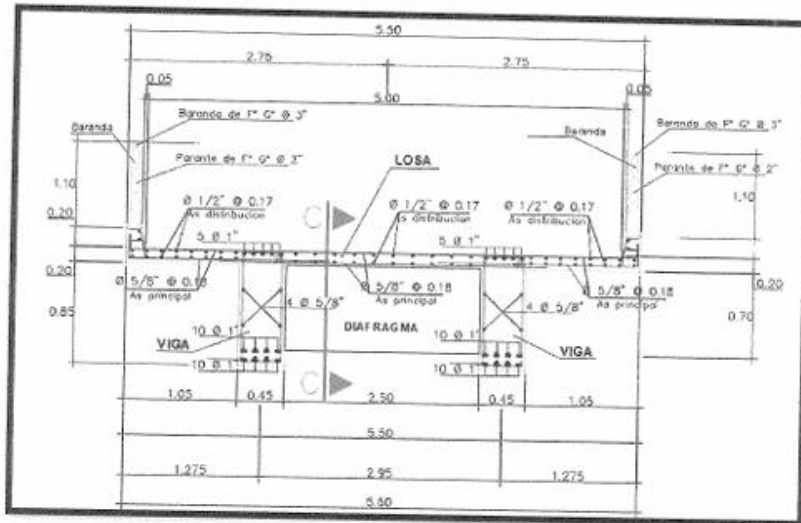 5.50
2.75 2.75
0.05 5.00 0.05
Baranda de F° G° Ø 3"
Baranda
Parante de F° G° Ø 2"
LOSA
Baranda
Baranda de F° G° Ø 3"
Parante de F° G° Ø 2"
1.10
0.20
0.20
0.85
1.10
0.20
0.70
Ø 1/2" @ 0.17
As distribucion
C
Ø 1/2" @ 0.17
As distribucion
Ø 1/2" @ 0.17
As distribucion
5 Ø 1"
5 Ø 1"
Ø 5/8" @ 0.18
As principal
Ø 5/8" @ 0.18
As principal
Ø 5/8" @ 0.18
As principal
4 Ø 5/8"
4 Ø 5/8"
DIAFRAGMA
VIGA
VIGA
10 Ø 1"
10 Ø 1"
10 Ø 1"
10 Ø 1"
C
1.05 0.45 2.50 0.45 1.05
5.50
1.275 2.95 1.275
5.50